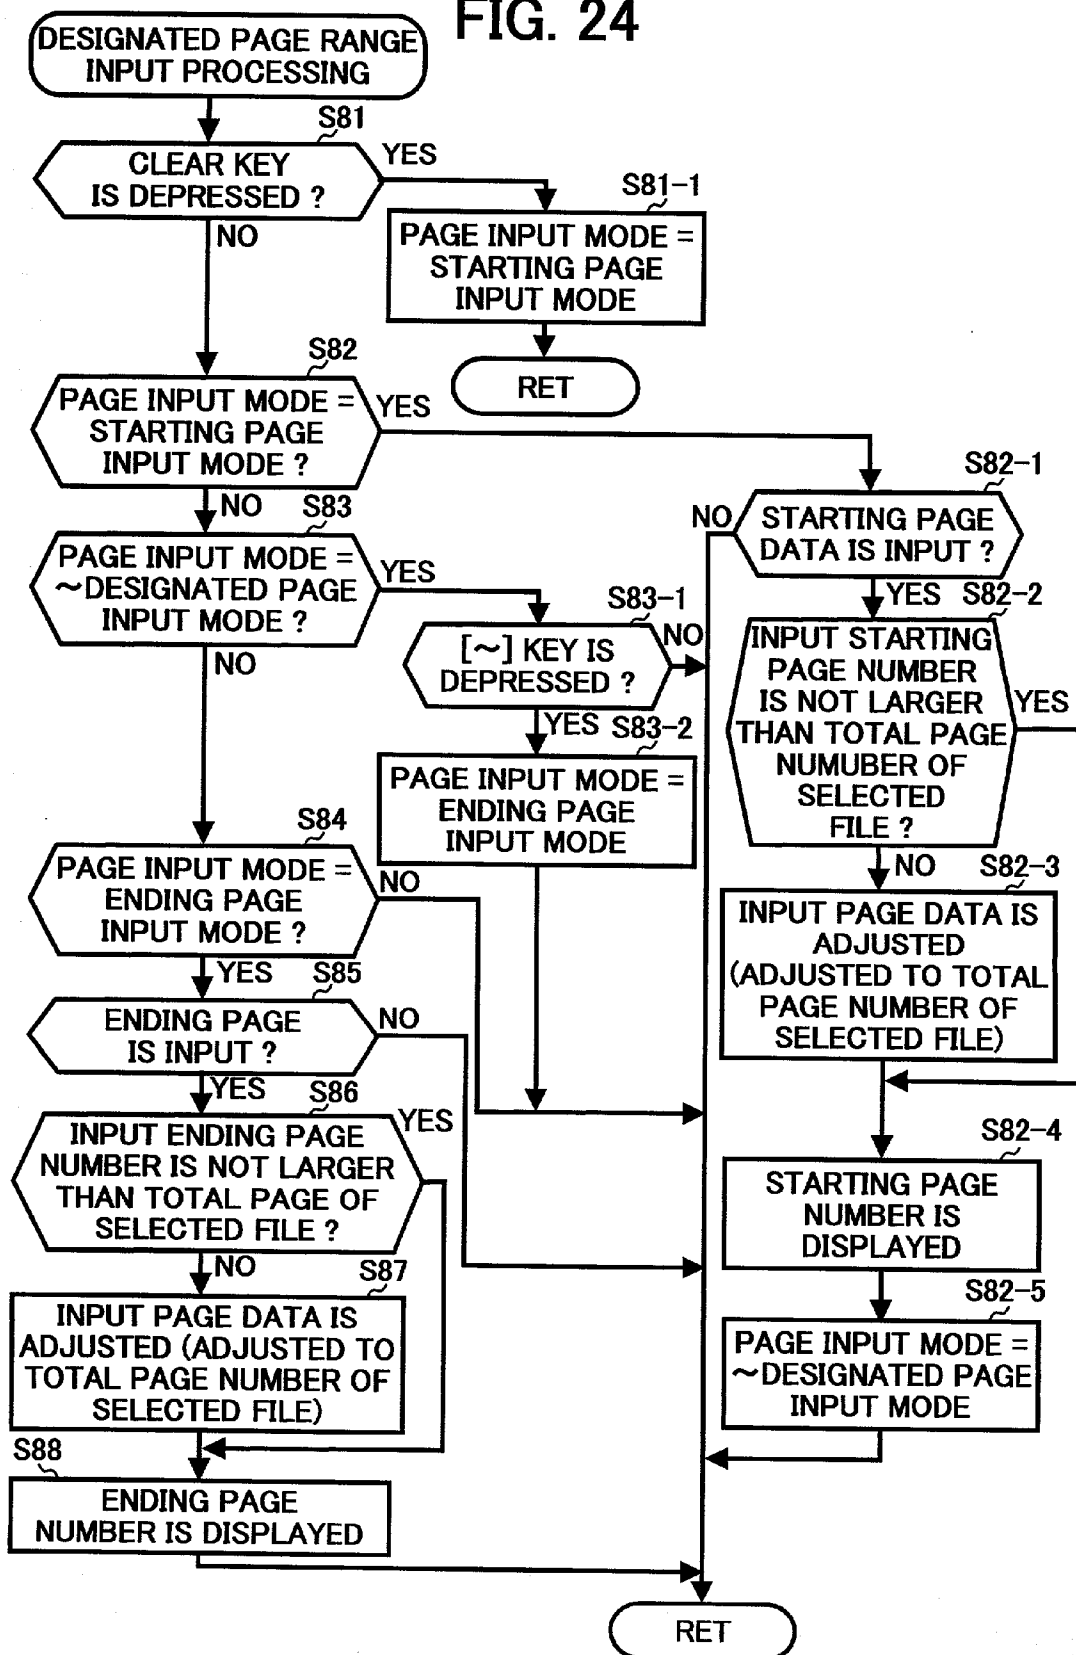 FIG. 24
DESIGNATED PAGE RANGE
INPUT PROCESSING
S81
CLEAR KEY
IS DEPRESSED ?
YES
NO
S81-1
PAGE INPUT MODE =
STARTING PAGE
INPUT MODE
RET
S82
PAGE INPUT MODE =
STARTING PAGE
INPUT MODE ?
YES
NO
S82-1
STARTING PAGE
DATA IS INPUT ?
NO
YES
S82-2
INPUT STARTING
PAGE NUMBER
IS NOT LARGER
THAN TOTAL PAGE
NUMUBER OF
SELECTED
FILE ?
YES
NO
S82-3
INPUT PAGE DATA IS
ADJUSTED
(ADJUSTED TO TOTAL
PAGE NUMBER OF
SELECTED FILE)
S82-4
STARTING PAGE
NUMBER IS
DISPLAYED
S82-5
PAGE INPUT MODE =
~DESIGNATED PAGE
INPUT MODE
S83
PAGE INPUT MODE =
~DESIGNATED PAGE
INPUT MODE ?
YES
NO
S83-1
[~] KEY IS
DEPRESSED ?
NO
YES
S83-2
PAGE INPUT MODE =
ENDING PAGE
INPUT MODE
S84
PAGE INPUT MODE =
ENDING PAGE
INPUT MODE ?
NO
YES
S85
ENDING PAGE
IS INPUT ?
NO
YES
S86
INPUT ENDING PAGE
NUMBER IS NOT LARGER
THAN TOTAL PAGE OF
SELECTED FILE ?
YES
NO
S87
INPUT PAGE DATA IS
ADJUSTED (ADJUSTED TO
TOTAL PAGE NUMBER OF
SELECTED FILE)
S88
ENDING PAGE
NUMBER IS DISPLAYED
RET